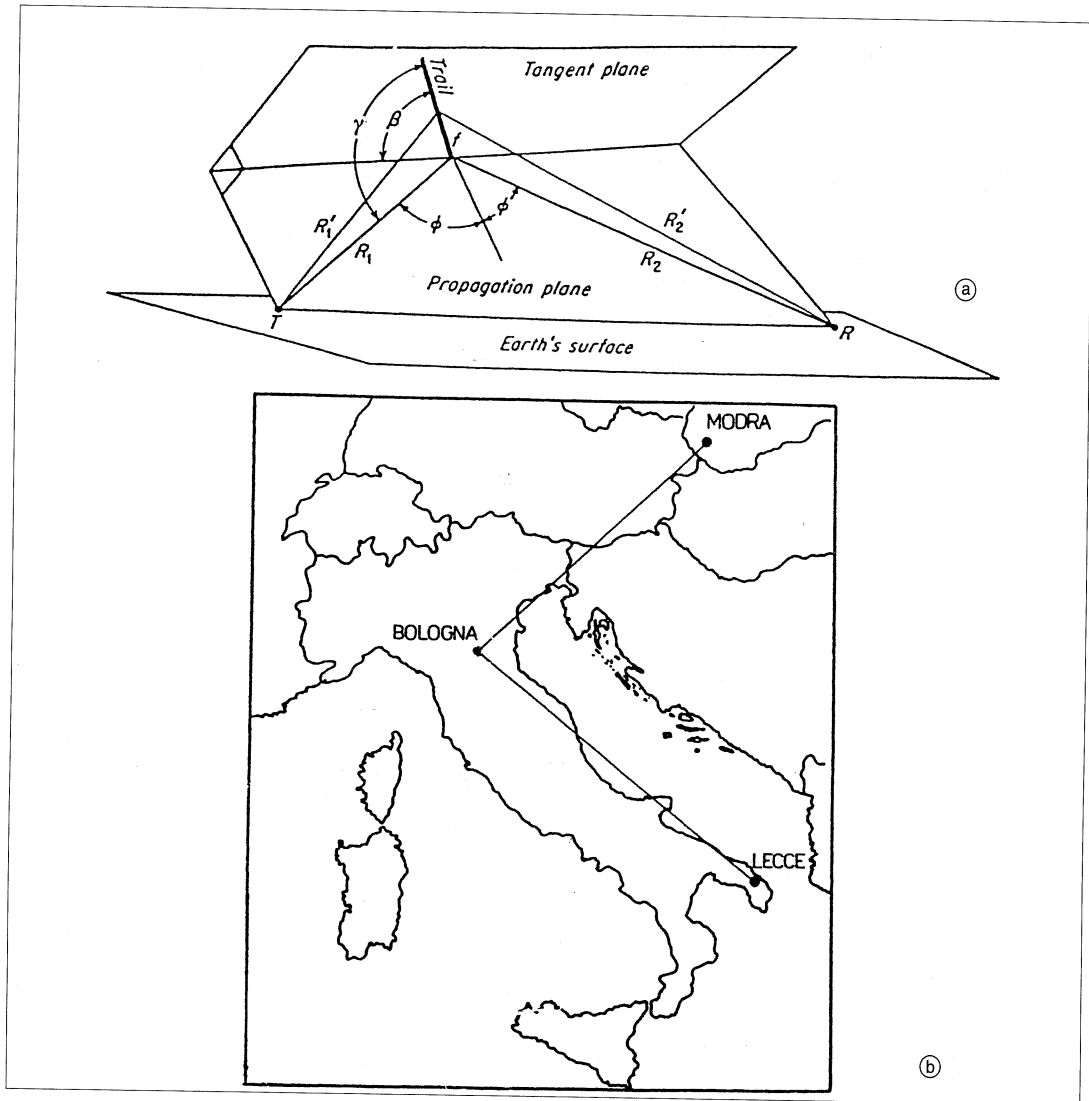 Tangent plane
Trail
γ
β
t
R₁'
R₁
ϕ
ϕ
R₂'
R₂
Propagation plane
T
R
Earth's surface
ⓐ
MODRA
BOLOGNA
LECCE
ⓑ